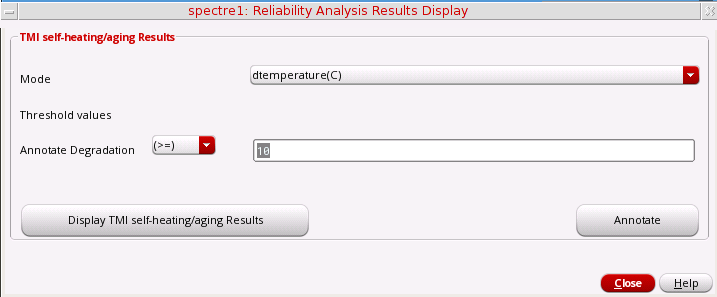 spectre1: Reliability Analysis Results Display
TMI self-heating/aging Results
Mode
dtemperature(C)
Threshold values
Annotate Degradation
(>=)
10
Display TMI self-heating/aging Results
Annotate
Close
Help